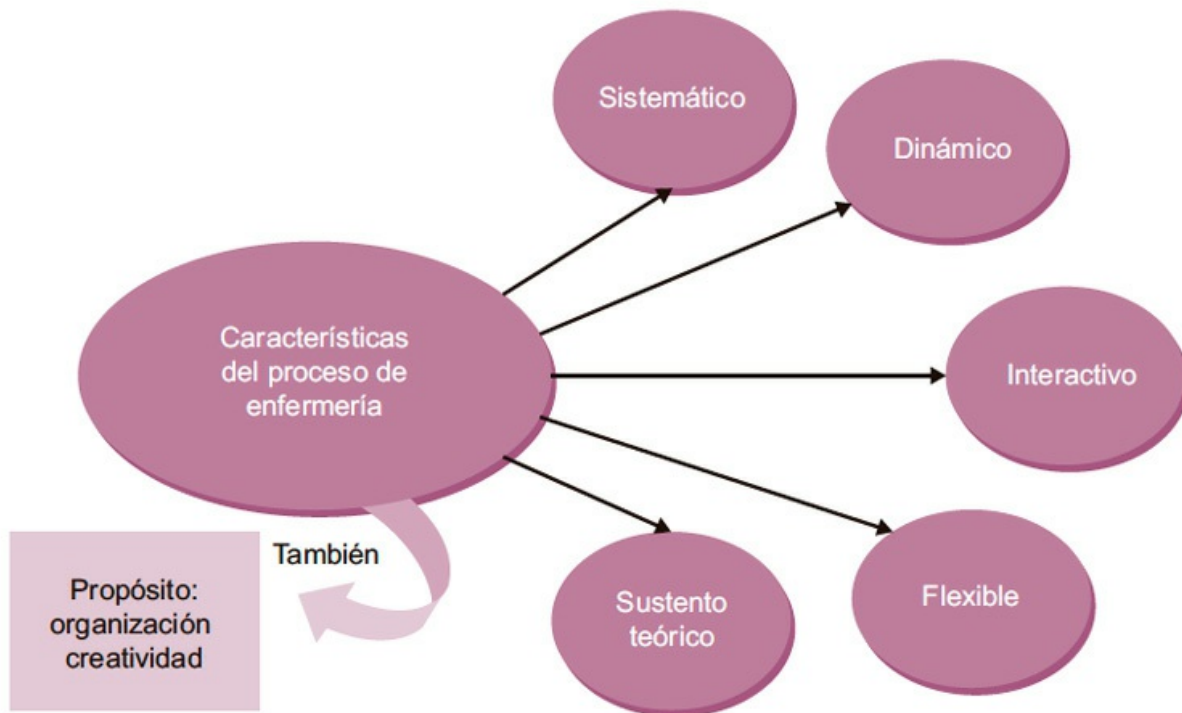 Sistemático
Dinámico
Características
del proceso de
enfermería
Interactivo
También
Propósito:
organización
creatividad
Sustento
teórico
Flexible